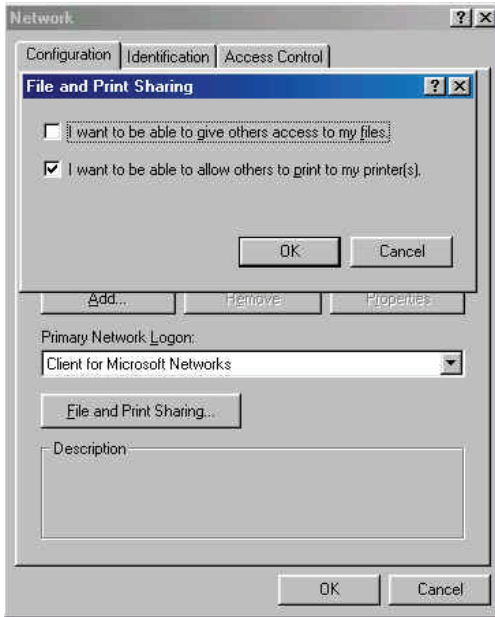 Network
Configuration Identification Access Control
File and Print Sharing
I want to be able to give others access to my files.
I want to be able to allow others to print to my printer(s).
OK Cancel
Add... Remove Properties
Primary Network Logon:
Client for Microsoft Networks
File and Print Sharing...
Description
OK Cancel